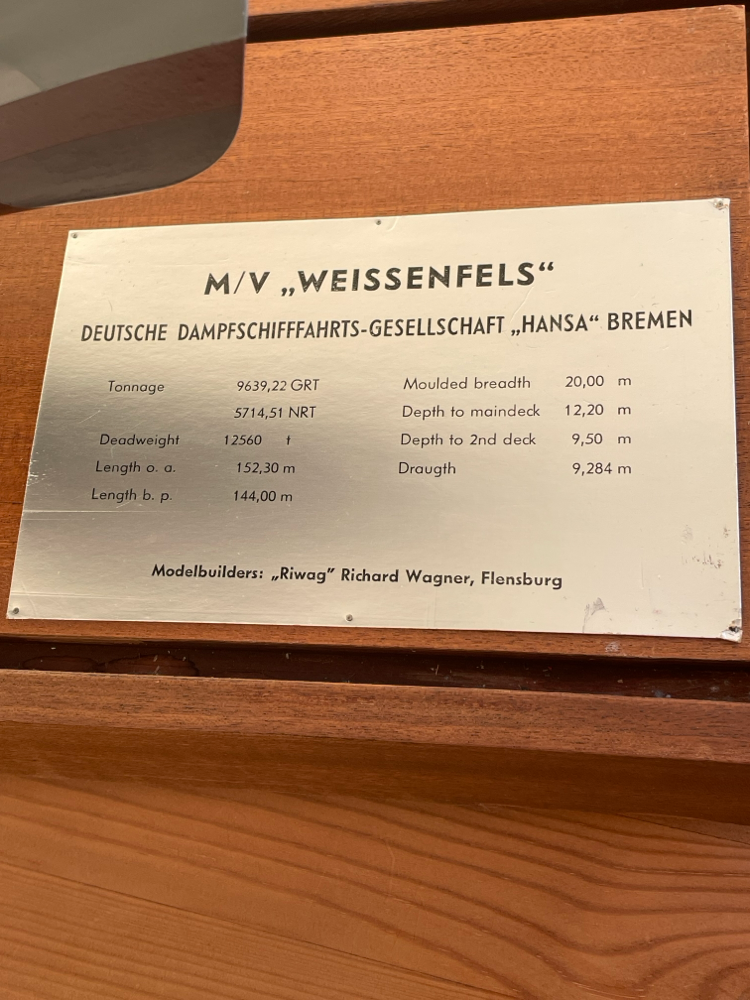 M/V „WEISSENFELS“
DEUTSCHE DAMPFSCHIFFFAHRTS-GESELLSCHAFT „HANSA“ BREMEN
Tonnage 9639,22 GRT Moulded breadth 20,00 m
5714,51 NRT Depth to maindeck 12,20 m
Deadweight 12560 t Depth to 2nd deck 9,50 m
Length o. a. 152,30 m Draugth 9,284 m
Length b. p. 144,00 m
Modelbuilders: „Riwag” Richard Wagner, Flensburg